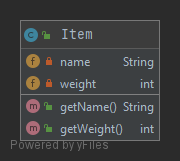 C Item
f name String
f weight int
m getName() String
m getWeight() int
Powered by yFiles